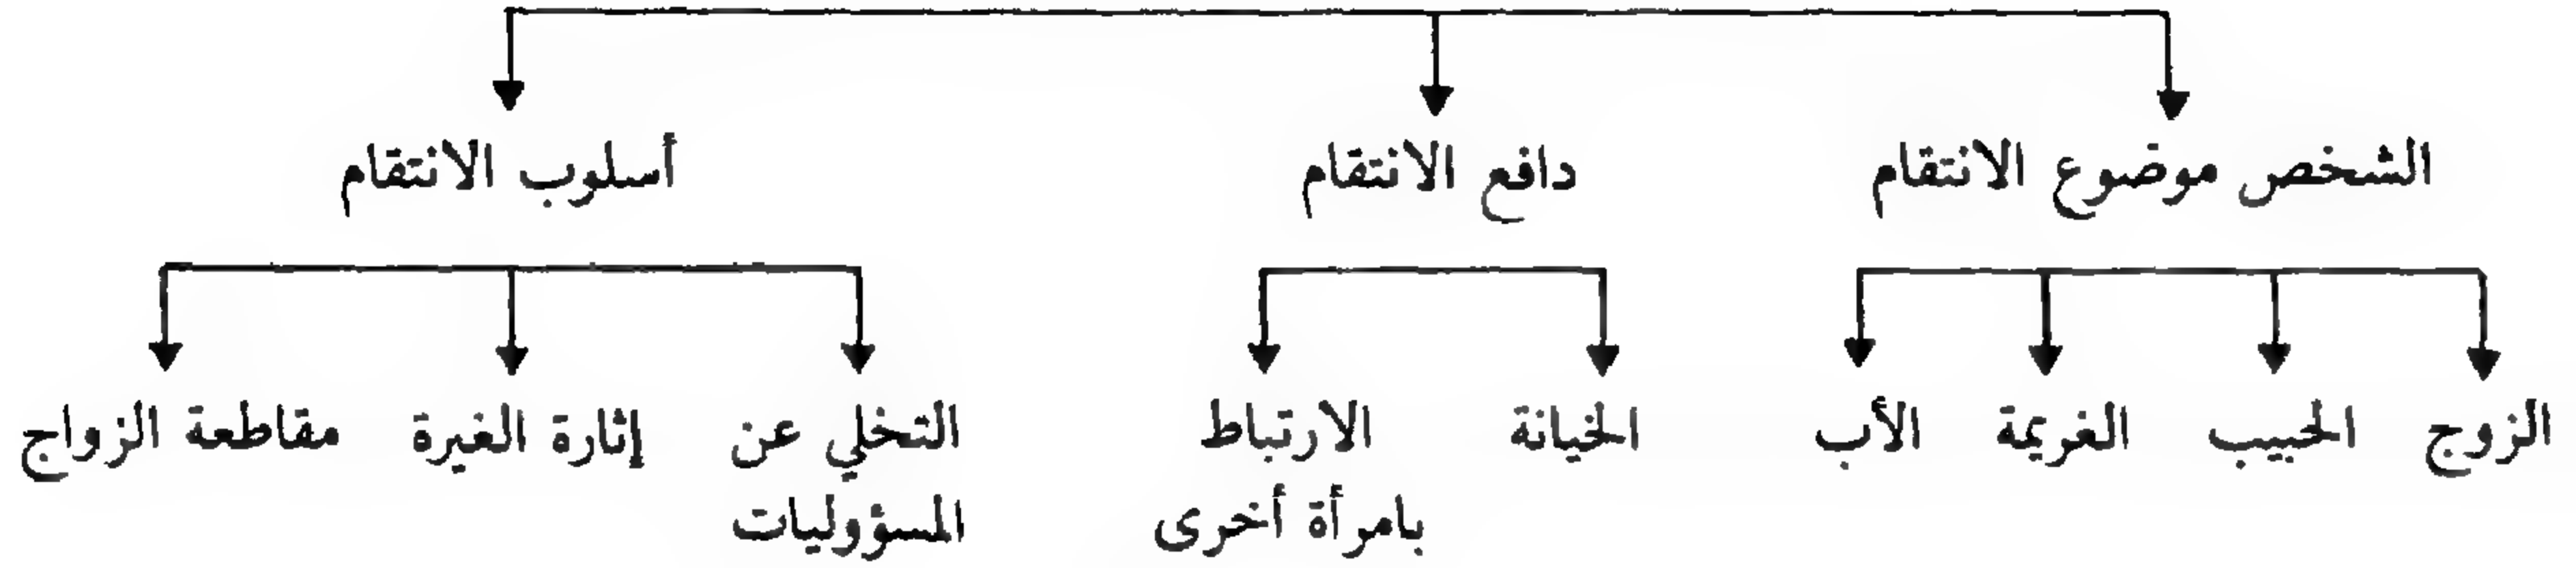 الشخص موضوع الانتقام
دافع الانتقام
أسلوب الانتقام
الزوج
الحبيب
الغريمة
الأب
الخيانة
الارتباط
بامرأة أخرى
التخلي عن
المسؤوليات
إثارة الغيرة
مقاطعة الزواج